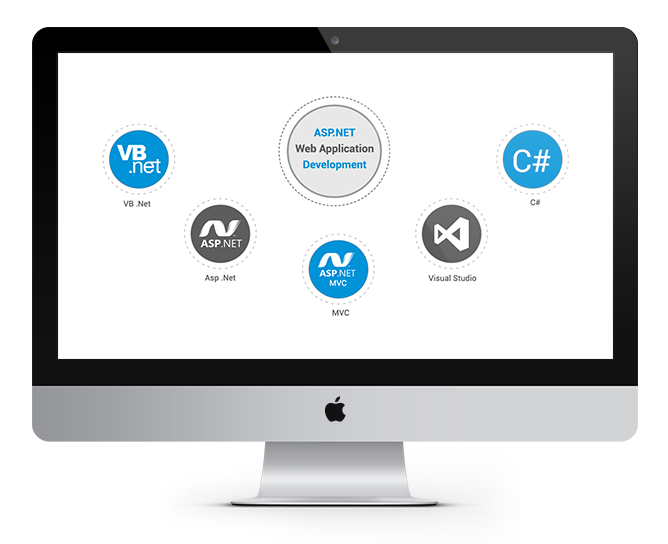 ASP.NET
Web Application
Development
VB
.net
VB .Net
C#
C#
ASP.NET
Asp .Net
ASP.NET
MVC
MVC
Visual Studio